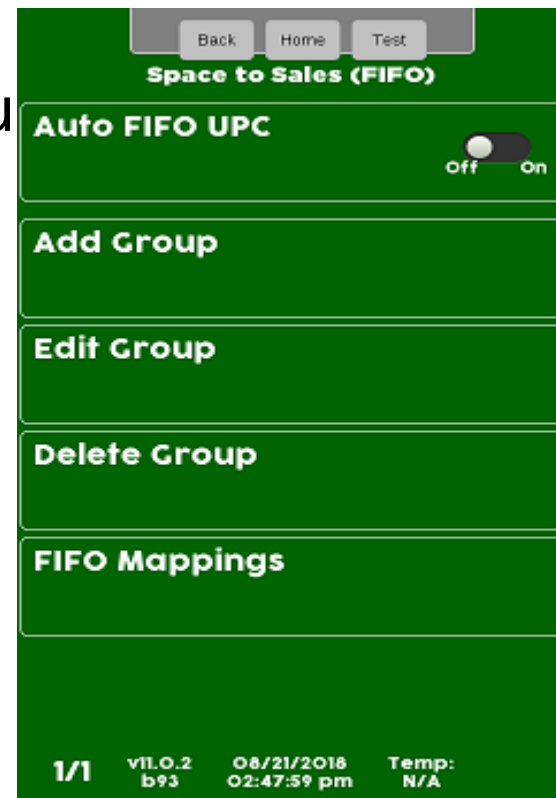 Back Home Test
Space to Sales (FIFO)
u
Auto FIFO UPC
Off On
Add Group
Edit Group
Delete Group
FIFO Mappings
1/1 v11.0.2 08/21/2018 Temp:
b93 02:47:59 pm N/A